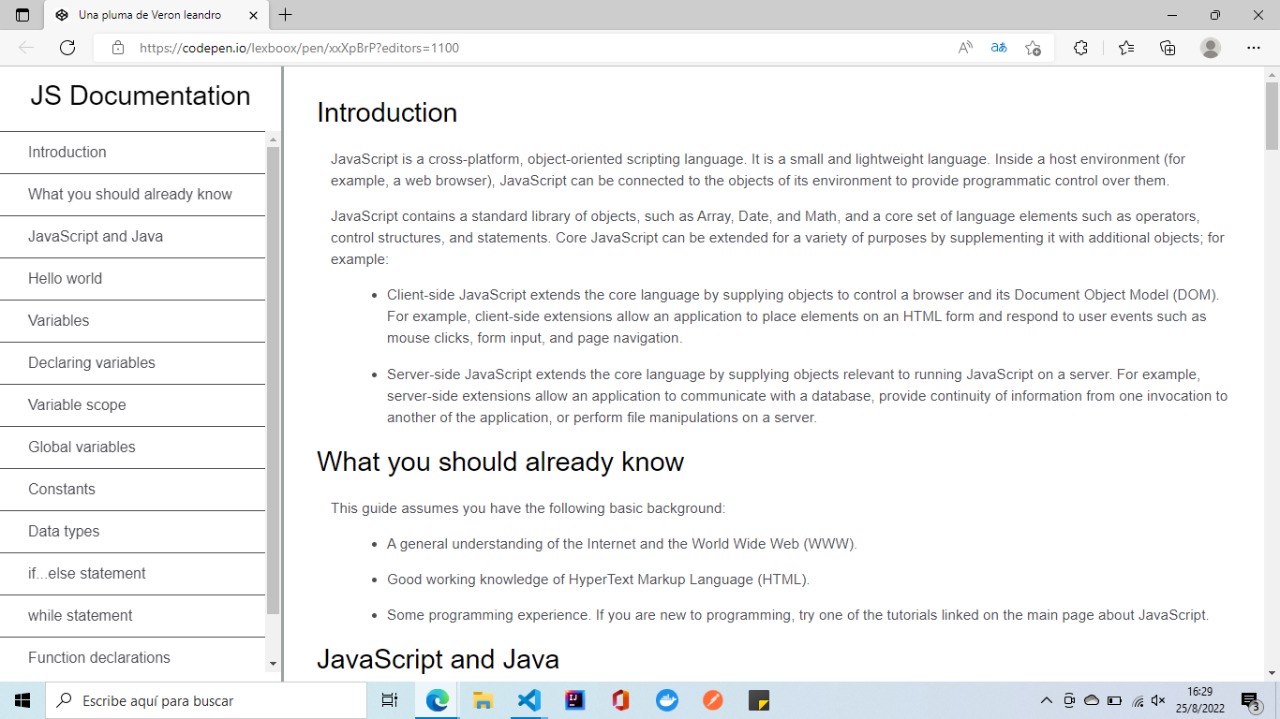 Una pluma de Veron leandro
https://codepen.io/lexboox/pen/xxXpBrP?editors=1100
JS Documentation
Introduction
What you should already know
JavaScript and Java
Hello world
Variables
Declaring variables
Variable scope
Global variables
Constants
Data types
if...else statement
while statement
Function declarations
Introduction
JavaScript is a cross-platform, object-oriented scripting language. It is a small and lightweight language. Inside a host environment (for
example, a web browser), JavaScript can be connected to the objects of its environment to provide programmatic control over them.
JavaScript contains a standard library of objects, such as Array, Date, and Math, and a core set of language elements such as operators,
control structures, and statements. Core JavaScript can be extended for a variety of purposes by supplementing it with additional objects; for
example:
• Client-side JavaScript extends the core language by supplying objects to control a browser and its Document Object Model (DOM).
For example, client-side extensions allow an application to place elements on an HTML form and respond to user events such as
mouse clicks, form input, and page navigation.
• Server-side JavaScript extends the core language by supplying objects relevant to running JavaScript on a server. For example,
server-side extensions allow an application to communicate with a database, provide continuity of information from one invocation to
another of the application, or perform file manipulations on a server.
What you should already know
This guide assumes you have the following basic background:
• A general understanding of the Internet and the World Wide Web (WWW).
• Good working knowledge of HyperText Markup Language (HTML).
• Some programming experience. If you are new to programming, try one of the tutorials linked on the main page about JavaScript.
JavaScript and Java
Escribe aquí para buscar
16:29
25/8/2022
3